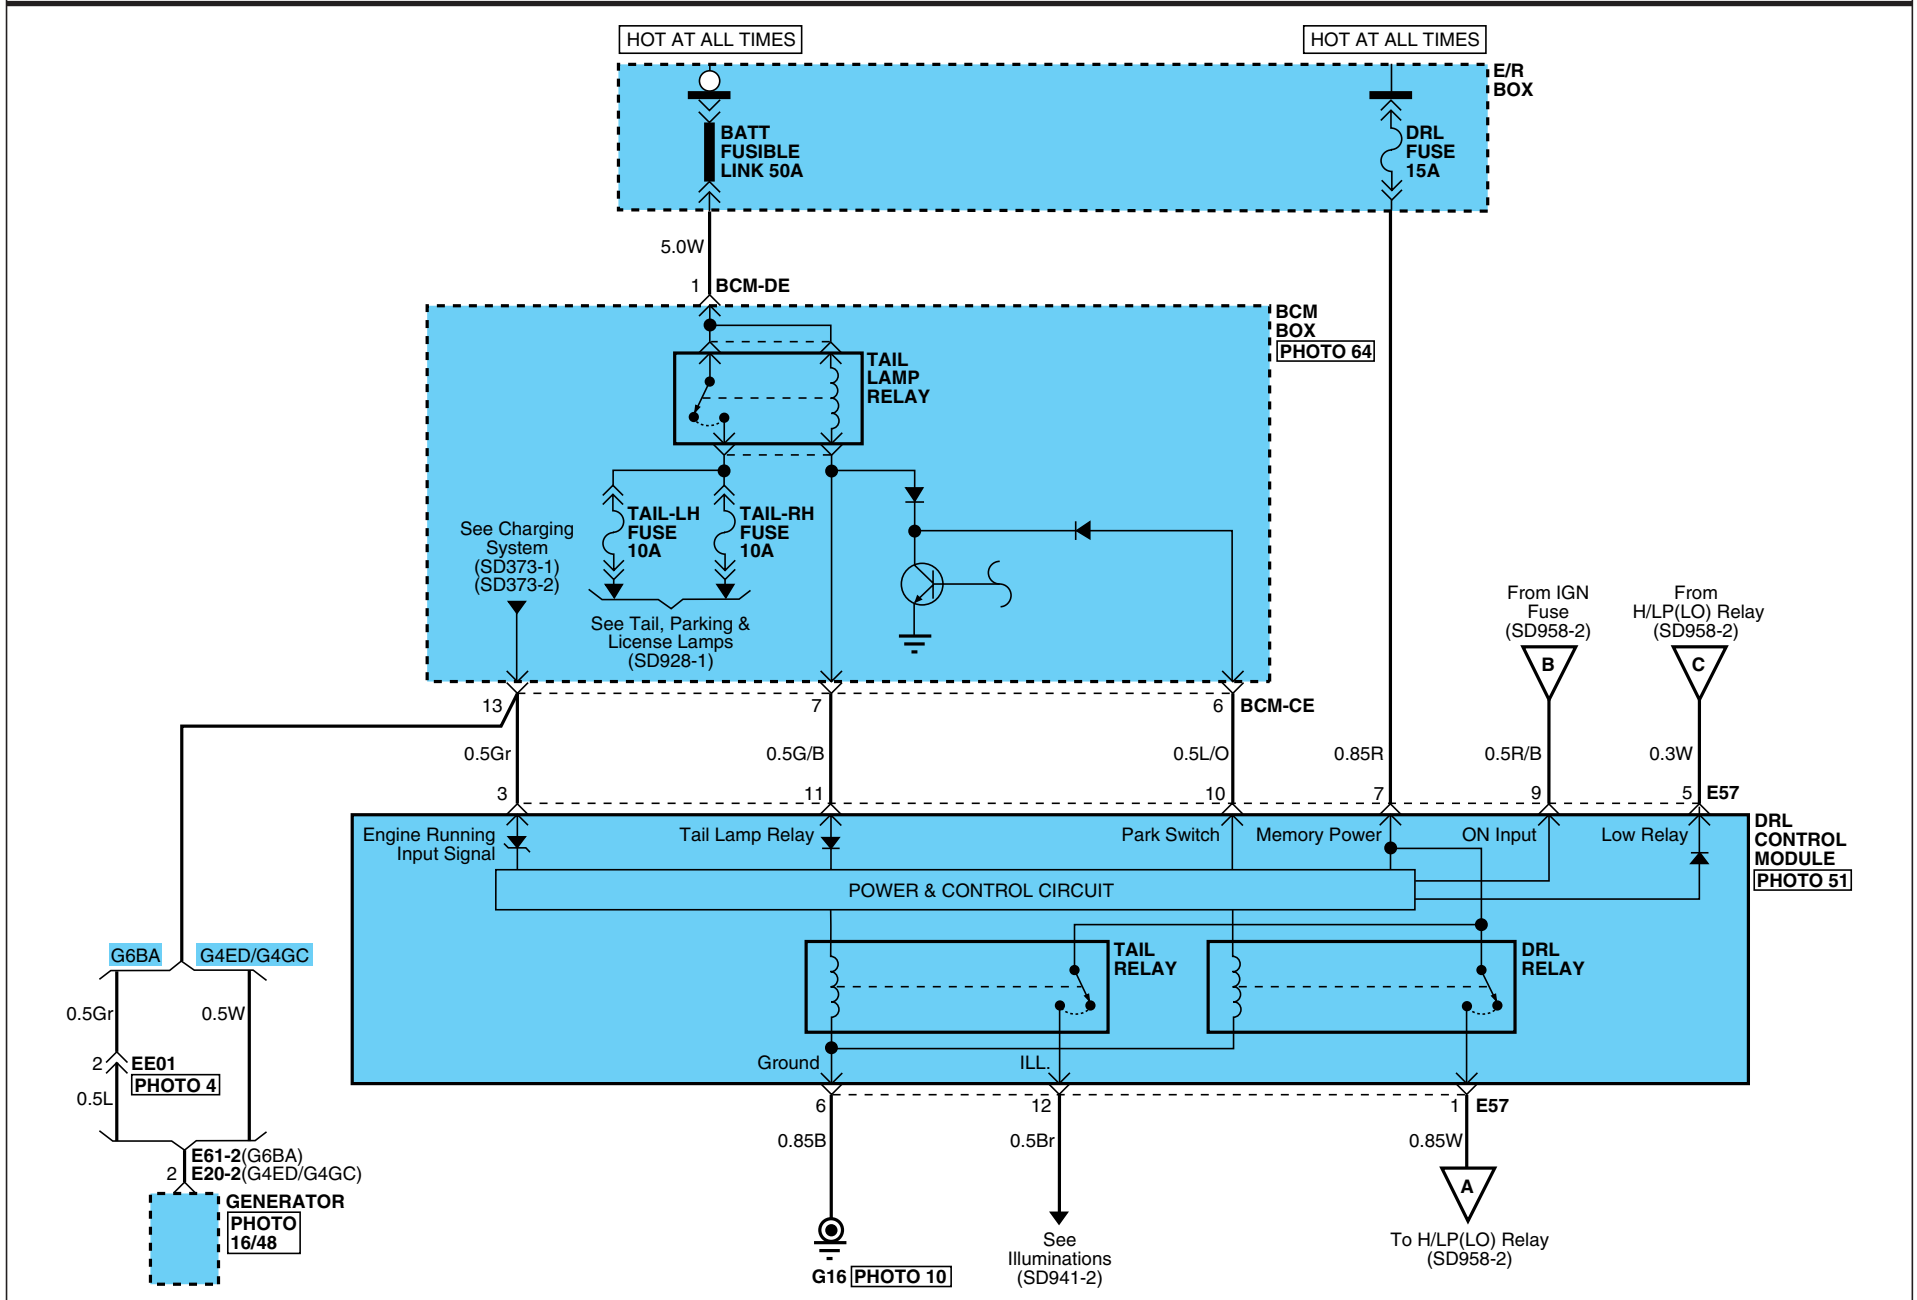 HOT AT ALL TIMES
HOT AT ALL TIMES
E/R
BOX
BATT
FUSIBLE
LINK 50A
DRL
FUSE
15A
5.0W
1 BCM-DE
BCM
BOX
PHOTO 64
TAIL
LAMP
RELAY
TAIL-LH
FUSE
10A
TAIL-RH
FUSE
10A
See Charging
System
(SD373-1)
(SD373-2)
See Tail, Parking &
License Lamps
(SD928-1)
From IGN
Fuse
(SD958-2)
B
From
H/LP(LO) Relay
(SD958-2)
C
13
7
6 BCM-CE
0.5Gr
0.5G/B
0.5L/O
0.85R
0.5R/B
0.3W
3
11
10
7
9
5 E57
Engine Running
Input Signal
Tail Lamp Relay
Park Switch
Memory Power
ON Input
Low Relay
DRL
CONTROL
MODULE
PHOTO 51
POWER & CONTROL CIRCUIT
TAIL
RELAY
DRL
RELAY
G6BA
G4ED/G4GC
0.5Gr
0.5W
2 EE01
PHOTO 4
0.5L
Ground
ILL.
6
12
1 E57
0.85B
0.5Br
0.85W
E61-2(G6BA)
2 E20-2(G4ED/G4GC)
GENERATOR
PHOTO
16/48
A
G16 PHOTO 10
See
Illuminations
(SD941-2)
To H/LP(LO) Relay
(SD958-2)